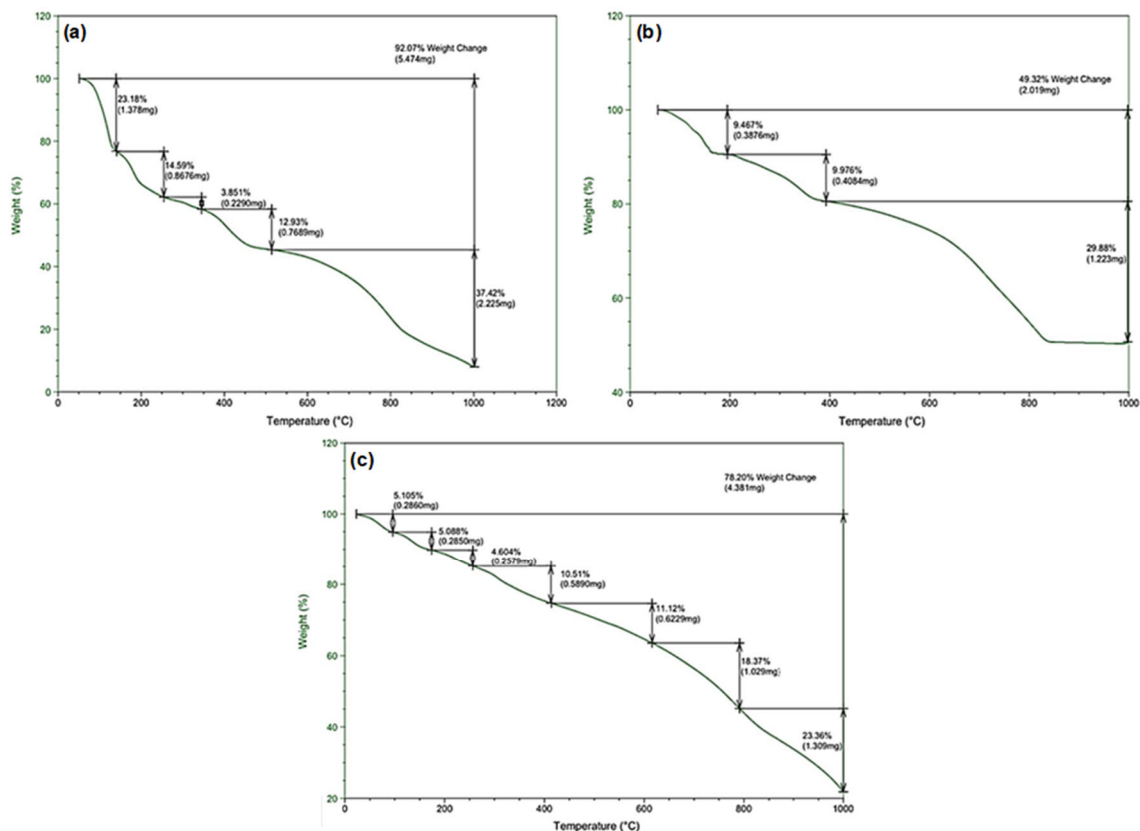 (a)
120
100
80
60
40
20
0
Weight (%)
92.07% Weight Change
(5.474mg)
23.18%
(1.378mg)
14.59%
(0.8676mg)
3.851%
(0.2290mg)
12.93%
(0.7689mg)
37.42%
(2.225mg)
0 200 400 600 800 1000 1200
Temperature (°C)
(b)
120
100
80
60
40
Weight (%)
49.32% Weight Change
(2.019mg)
9.467%
(0.3876mg)
9.976%
(0.4084mg)
29.88%
(1.223mg)
0 200 400 600 800 1000
Temperature (°C)
(c)
120
100
80
60
40
20
Weight (%)
78.20% Weight Change
(4.381mg)
5.105%
(0.2860mg)
5.088%
(0.2850mg)
4.604%
(0.2579mg)
10.51%
(0.5890mg)
11.12%
(0.6229mg)
18.37%
(1.029mg)
23.36%
(1.309mg)
0 200 400 600 800 1000
Temperature (°C)